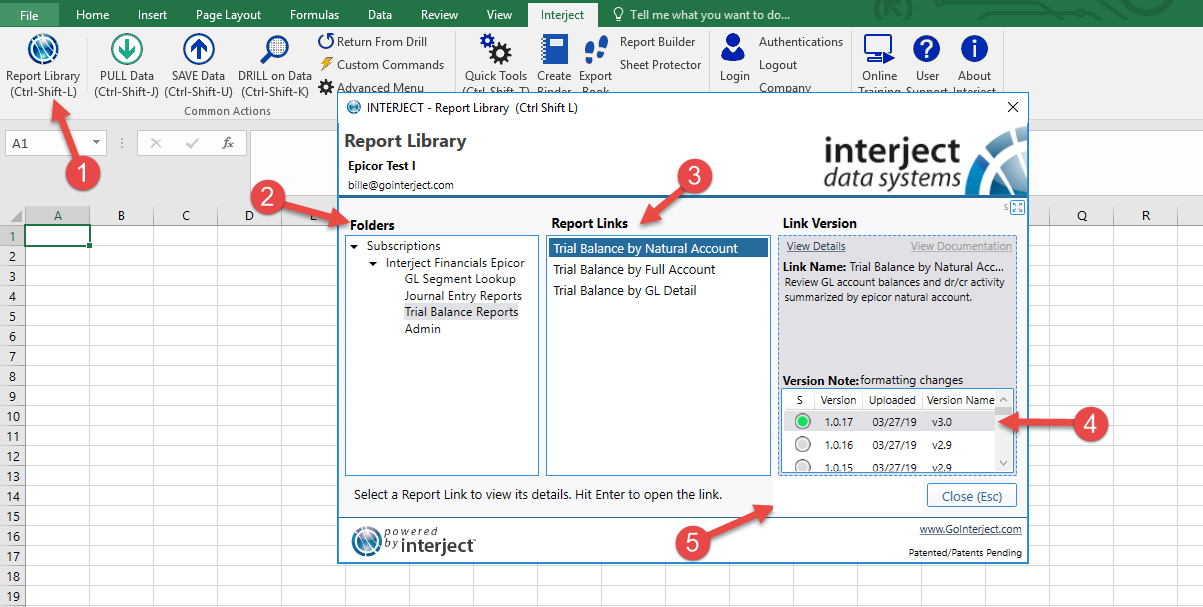 File Home Insert Page Layout Formulas Data Review View Interject Tell me what you want to do...
Report Library
(Ctrl-Shift-L)
PULL Data
(Ctrl-Shift-J)
SAVE Data
(Ctrl-Shift-U)
DRILL on Data
(Ctrl-Shift-K)
Return From Drill
Custom Commands
Advanced Menu
Common Actions
Quick Tools
(Ctrl-Shift-T)
Create
Binder
Export
Book
Report Builder
Sheet Protector
Login
Authentications
Logout
Company
Online
Training
User
Support
About
Interject
1
A1 fx
INTERJECT - Report Library (Ctrl Shift L)
Report Library
Epicor Test I
bille@gointerject.com
interject
data systems
2
3
S
A B C D E Q R
1
2
3
4
5
6
7
8
9
10
11
12
13
14
15
16
17
18
19
Folders
Subscriptions
Interject Financials Epicor
GL Segment Lookup
Journal Entry Reports
Trial Balance Reports
Admin
Report Links
Trial Balance by Natural Account
Trial Balance by Full Account
Trial Balance by GL Detail
Link Version
View Details View Documentation
Link Name: Trial Balance by Natural Acc...
Review GL account balances and dr/cr activity
summarized by epicor natural account.
Version Note: formatting changes
S Version Uploaded Version Name
1.0.17 03/27/19 v3.0
1.0.16 03/27/19 v2.9
1.0.15 03/27/19 v2.9
4
Select a Report Link to view its details. Hit Enter to open the link.
Close (Esc)
5
powered
by interject
www.GoInterject.com
Patented/Patents Pending